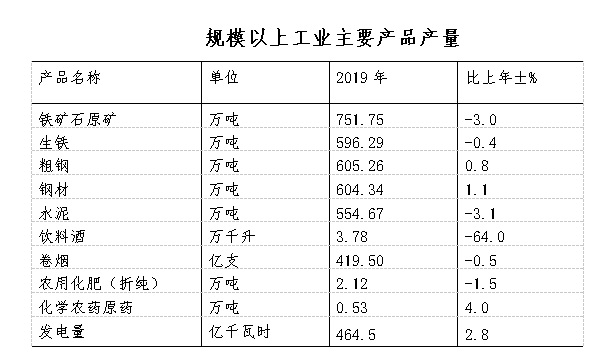 规模以上工业主要产品产量
产品名称 单位 2019 年 比上年±%
铁矿石原矿 万吨 751.75 -3.0
生铁 万吨 596.29 -0.4
粗钢 万吨 605.26 0.8
钢材 万吨 604.34 1.1
水泥 万吨 554.67 -3.1
饮料酒 万千升 3.78 -64.0
卷烟 亿支 419.50 -0.5
农用化肥（折纯） 万吨 2.12 -1.5
化学农药原药 万吨 0.53 4.0
发电量 亿千瓦时 464.5 2.8